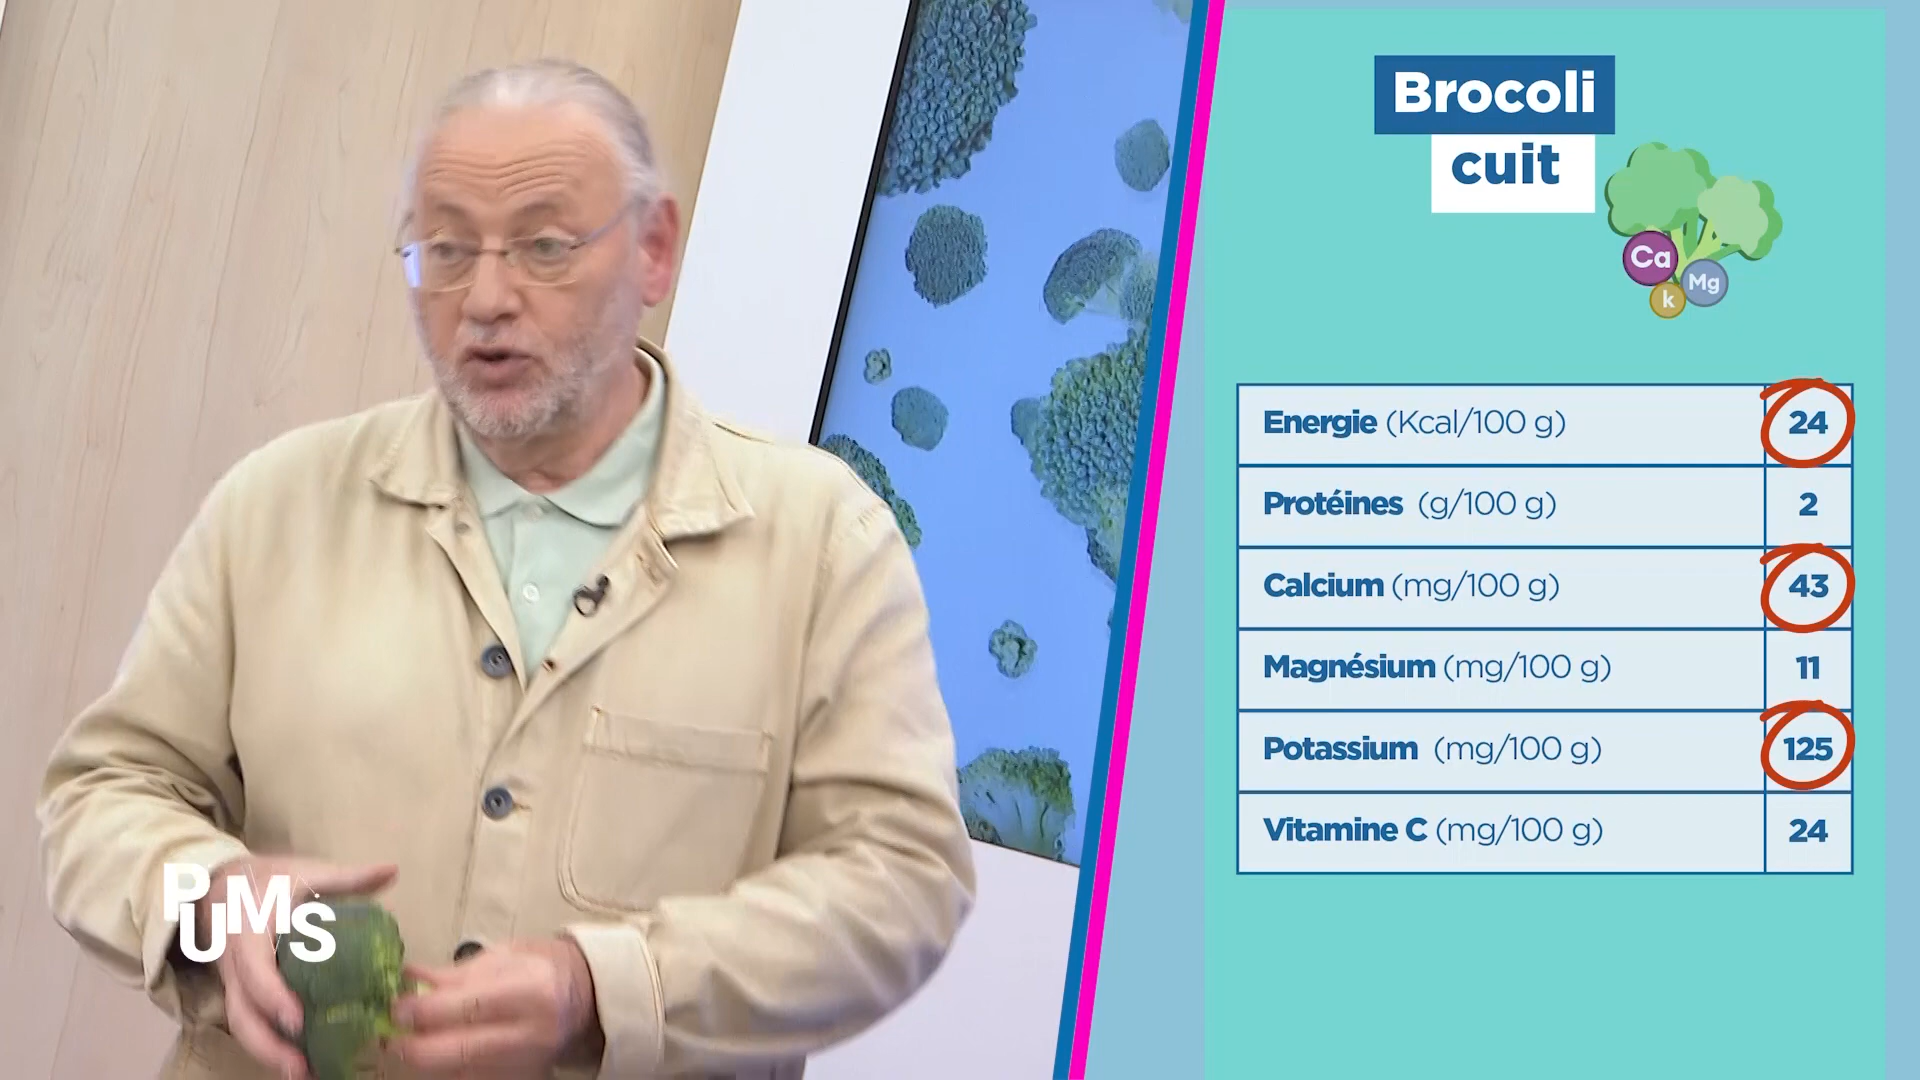 PUMS
Brocoli
cuit
Ca
k
Mg
Energie (Kcal/100 g) 24
Protéines (g/100 g) 2
Calcium (mg/100 g) 43
Magnésium (mg/100 g) 11
Potassium (mg/100 g) 125
Vitamine C (mg/100 g) 24